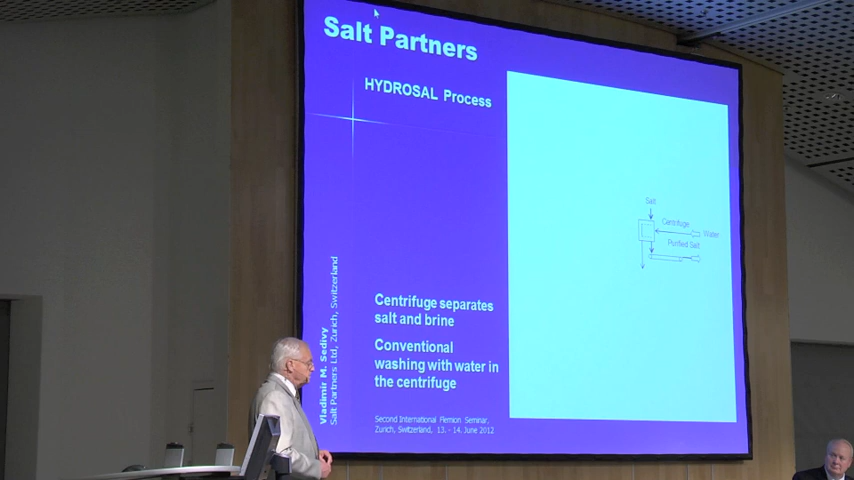 Salt Partners
HYDROSAL Process
Salt
Centrifuge
Water
Purified Salt
Centrifuge separates
salt and brine
Conventional
washing with water in
the centrifuge
Vladimir M. Sedivy
Salt Partners Ltd, Zurich, Switzerland
Second International Flemion Seminar,
Zurich, Switzerland, 13. - 14. June 2012